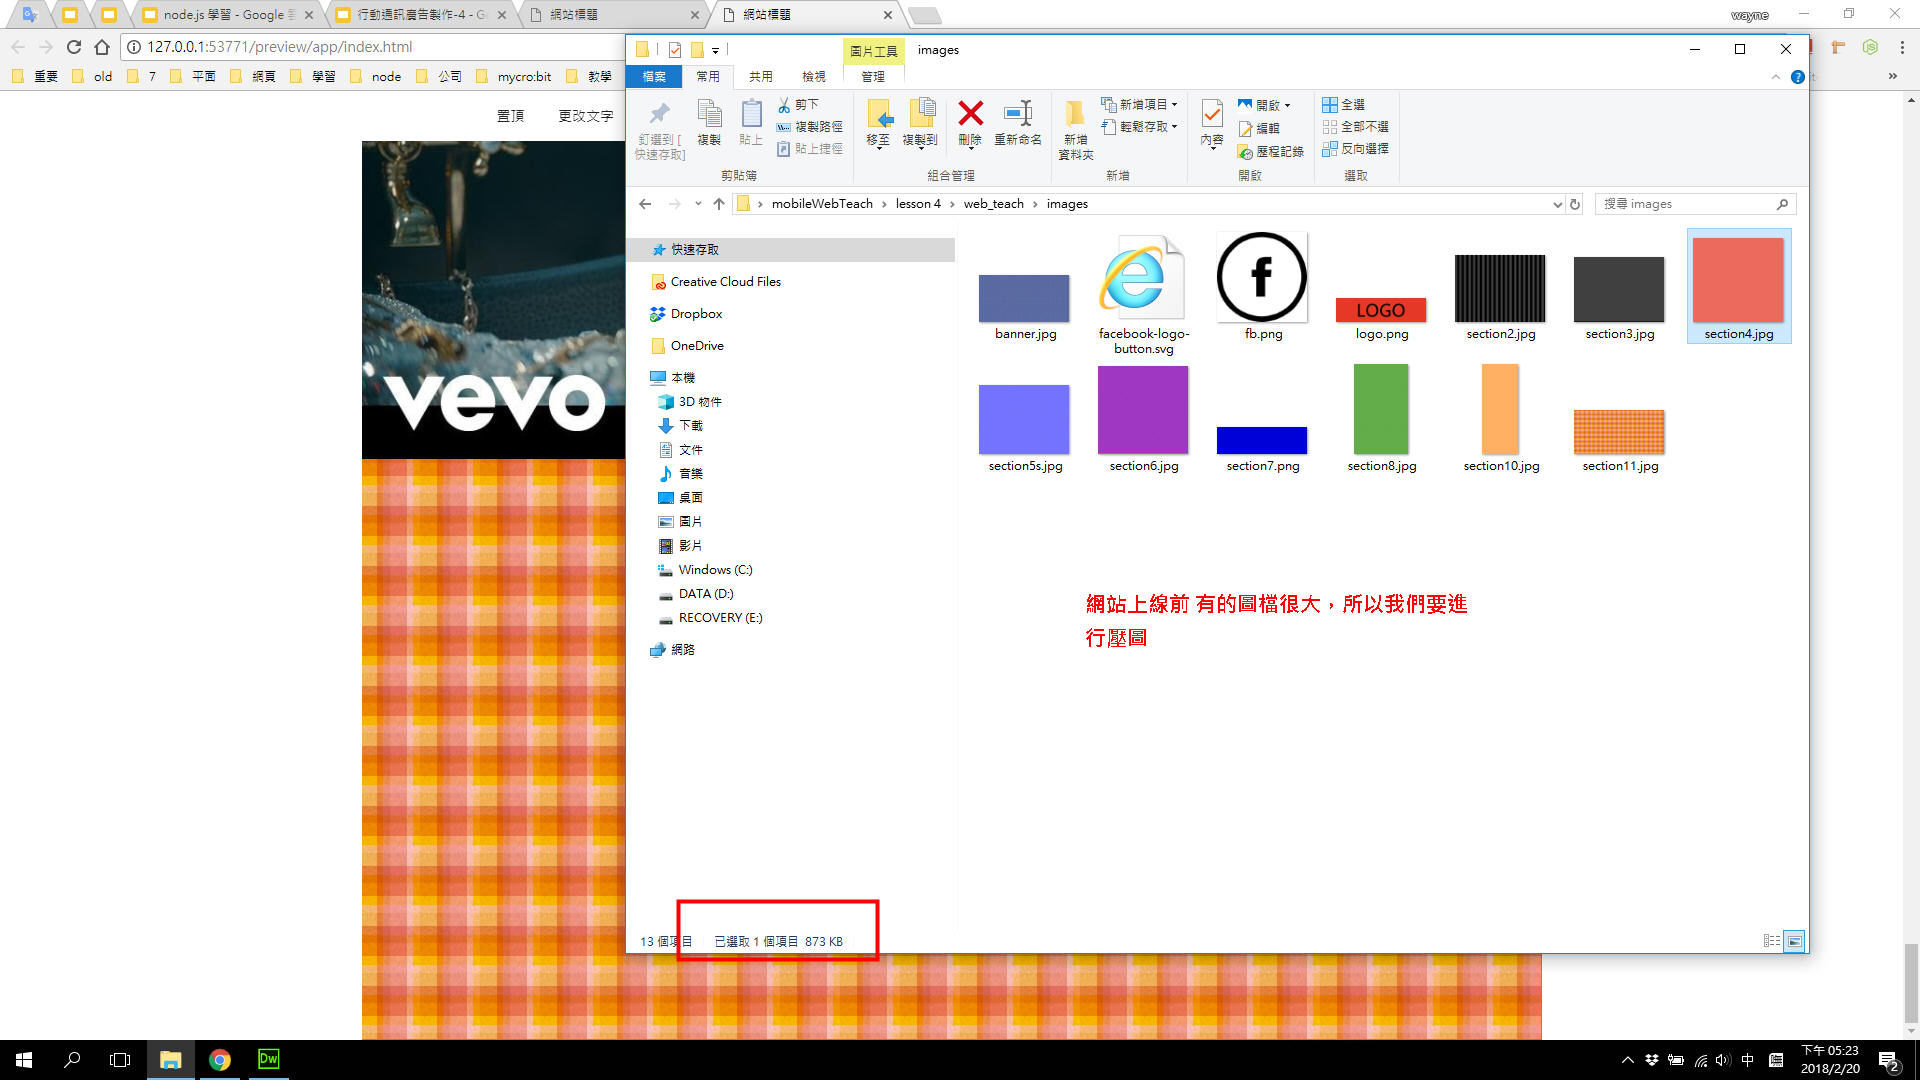 node.js 學習 - Google 雲
行動通訊廣告製作-4 - Go
網站標題
網站標題
wayne
127.0.0.1:53771/preview/app/index.html
重要
old
7
平面
網頁
學習
node
公司
mycro:bit
教學
置頂
更改文字
vevo
圖片工具
images
檔案
常用
共用
檢視
管理
釘選到 [
快速存取]
複製
貼上
剪下
複製路徑
貼上捷徑
剪貼簿
移至
複製到
刪除
重新命名
組合管理
新增
資料夾
新增項目
輕鬆存取
新增
內容
開啟
編輯
歷程記錄
開啟
全選
全部不選
反向選擇
選取
mobileWebTeach
lesson 4
web_teach
images
搜尋 images
快速存取
Creative Cloud Files
Dropbox
OneDrive
本機
3D 物件
下載
文件
音樂
桌面
圖片
影片
Windows (C:)
DATA (D:)
RECOVERY (E:)
網路
f
LOGO
banner.jpg
facebook-logo-
button.svg
fb.png
logo.png
section2.jpg
section3.jpg
section4.jpg
section5s.jpg
section6.jpg
section7.png
section8.jpg
section10.jpg
section11.jpg
網站上線前 有的圖檔很大，所以我們要進
行壓圖
13 個項目
已選取 1 個項目 873 KB
Dw
中
下午 05:23
2018/2/20
2